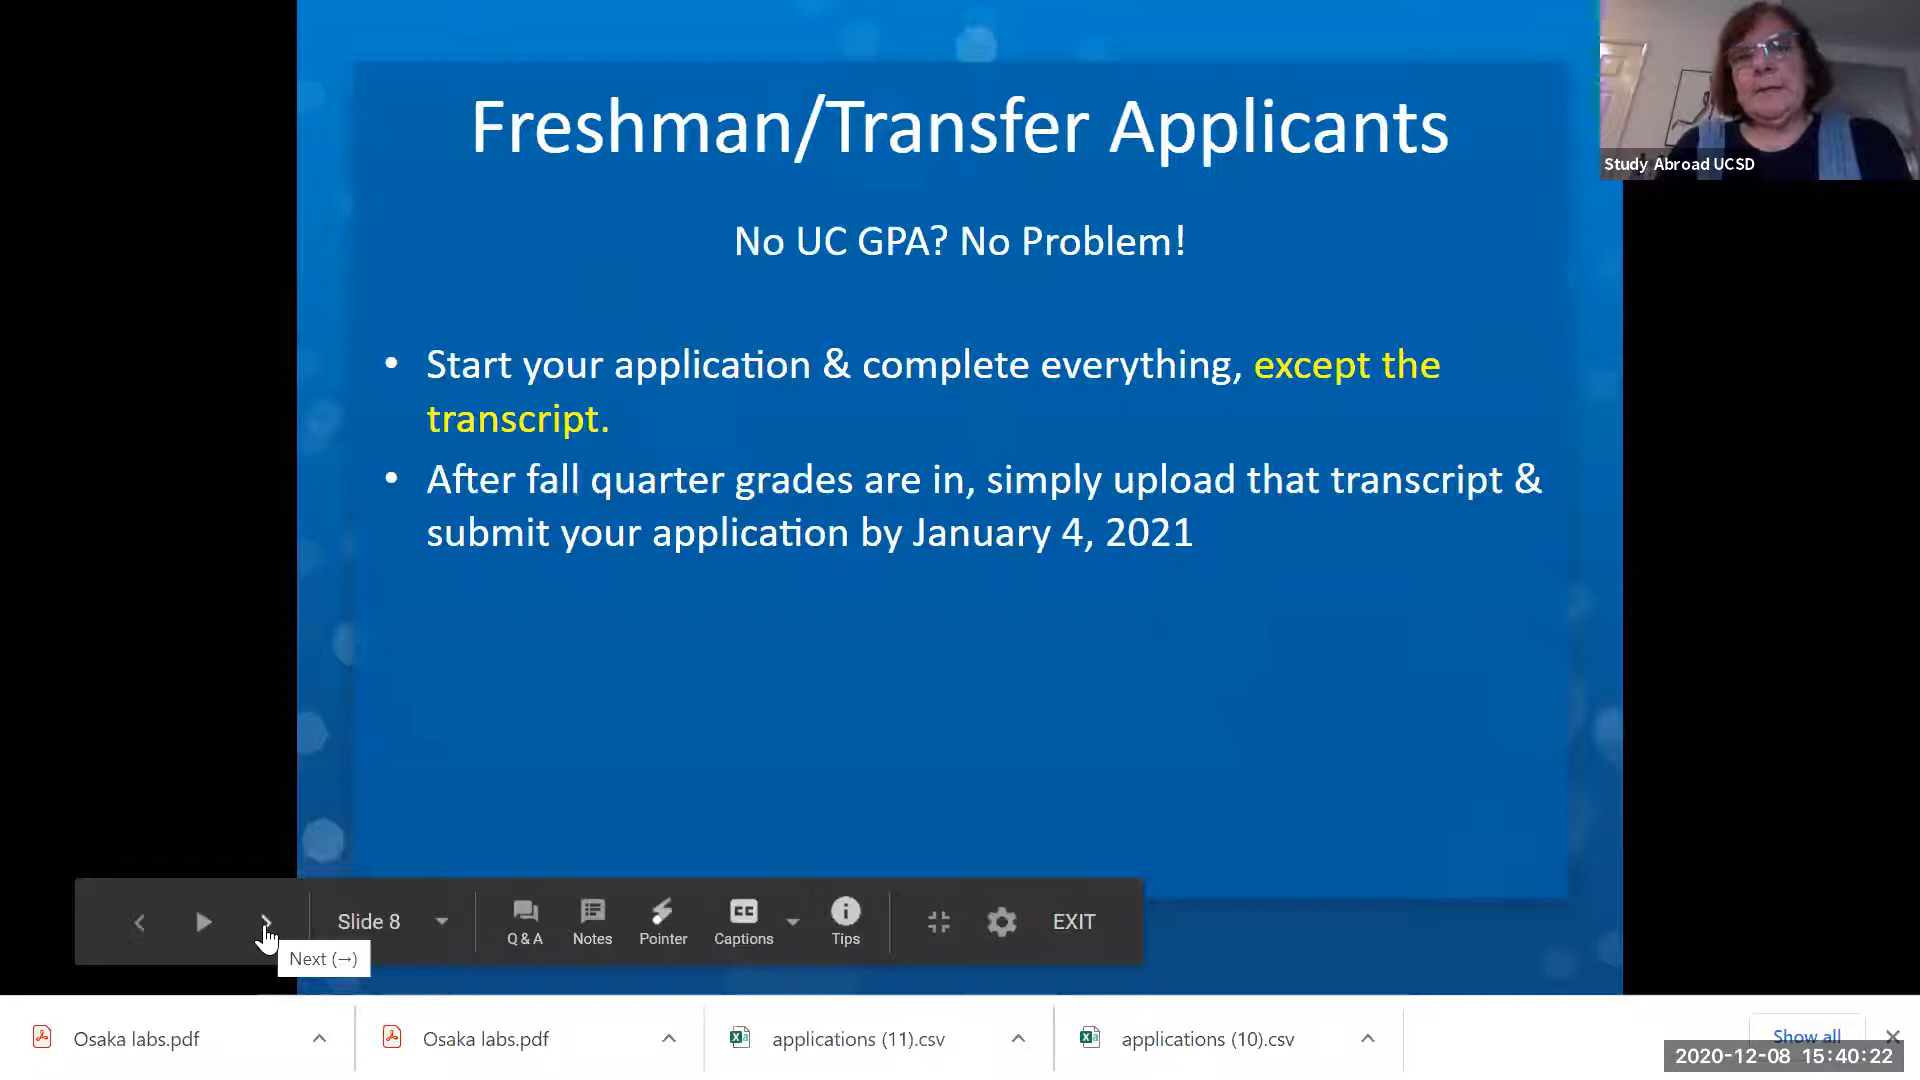 Freshman/Transfer Applicants
Study Abroad UCSD
No UC GPA? No Problem!
• Start your application & complete everything, except the
transcript.
• After fall quarter grades are in, simply upload that transcript &
submit your application by January 4, 2021
Slide 8
Q & A
Notes
Pointer
CC
Captions
Tips
EXIT
Next (→)
Osaka labs.pdf
Osaka labs.pdf
applications (11).csv
applications (10).csv
Show all
2020-12-08 15:40:22